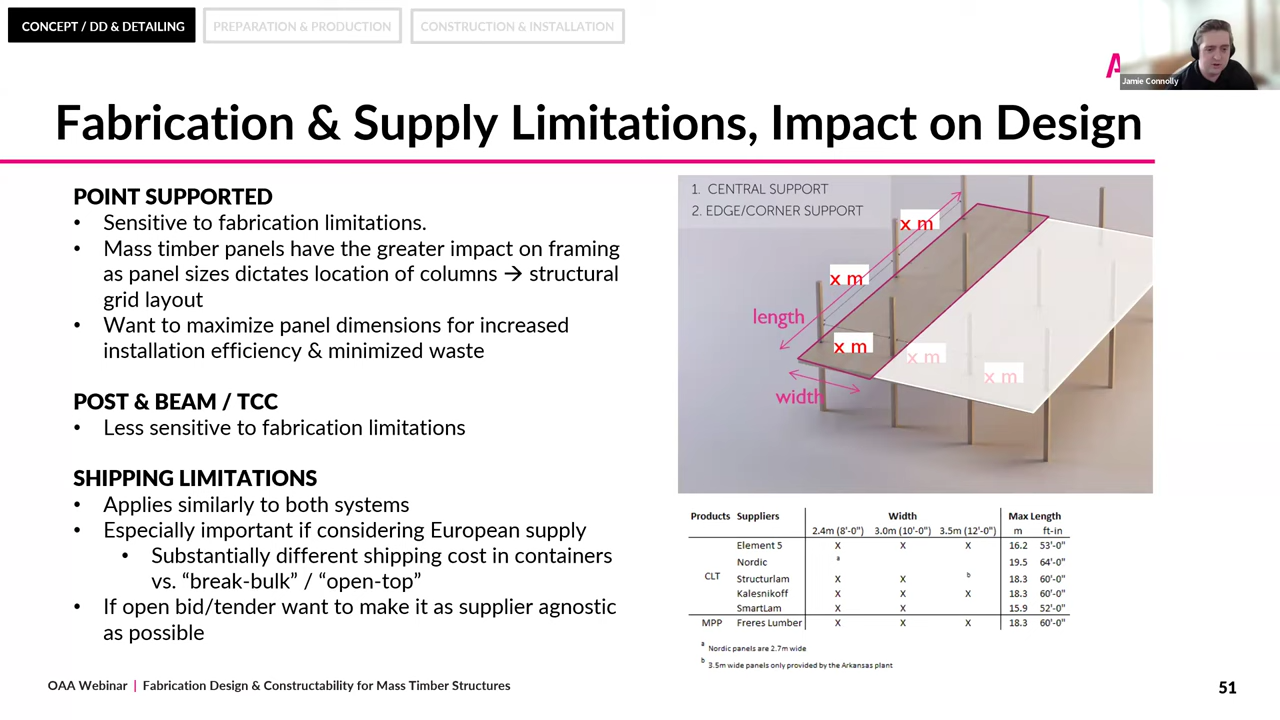 CONCEPT / DD & DETAILING
PREPARATION & PRODUCTION
CONSTRUCTION & INSTALLATION
A
Jamie Connolly
Fabrication & Supply Limitations, Impact on Design
POINT SUPPORTED
• Sensitive to fabrication limitations.
• Mass timber panels have the greater impact on framing
as panel sizes dictates location of columns → structural
grid layout
• Want to maximize panel dimensions for increased
installation efficiency & minimized waste
POST & BEAM / TCC
• Less sensitive to fabrication limitations
SHIPPING LIMITATIONS
• Applies similarly to both systems
• Especially important if considering European supply
• Substantially different shipping cost in containers
vs. “break-bulk” / “open-top”
• If open bid/tender want to make it as supplier agnostic
as possible
1. CENTRAL SUPPORT
2. EDGE/CORNER SUPPORT
x m
x m
length
x m
x m
x m
width
Products Suppliers Width Max Length
2.4m (8'-0") 3.0m (10'-0") 3.5m (12'-0") m ft-in
Element 5 X X X 16.2 53'-0"
Nordic a 19.5 64'-0"
CLT Structurlam X X b 18.3 60'-0"
Kalesnikoff X X X 18.3 60'-0"
SmartLam X X 15.9 52'-0"
MPP Freres Lumber X X X 18.3 60'-0"
a Nordic panels are 2.7m wide
b 3.5m wide panels only provided by the Arkansas plant
OAA Webinar | Fabrication Design & Constructability for Mass Timber Structures
51